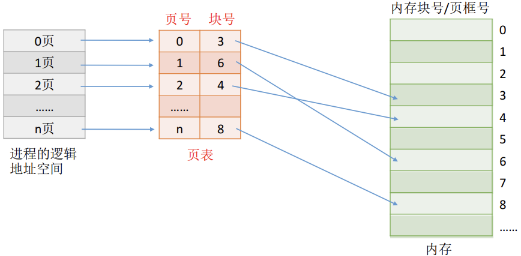 页号 块号
内存块号/页框号
0页
1页
2页
……
n页
0 3
1 6
2 4
……
n 8
0
1
2
3
4
5
6
7
8
……
进程的逻辑
地址空间
页表
内存